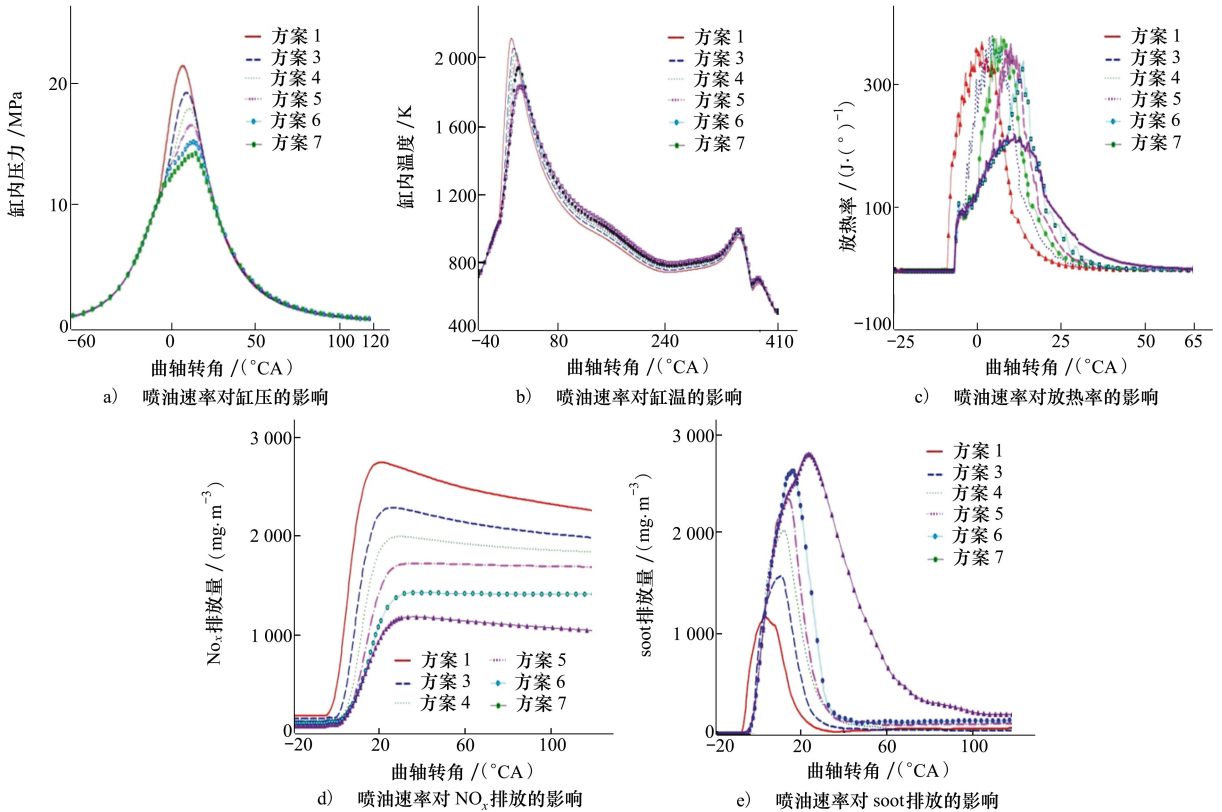 20
10
0
缸内压力 /MPa
方案 1
方案 3
方案 4
方案 5
方案 6
方案 7
−60
0
50
100 120
曲轴转角 /(°CA)
a) 喷油速率对缸压的影响
2 000
1 600
1 200
800
400
缸内温度 /K
方案 1
方案 3
方案 4
方案 5
方案 6
方案 7
−40
80
240
410
曲轴转角 /(°CA)
b) 喷油速率对缸温的影响
300
100
−100
放热率 /(J·(°)−1)
方案 1
方案 3
方案 4
方案 5
方案 6
方案 7
−25
0
25
65
曲轴转角 /(°CA)
c) 喷油速率对放热率的影响
3 000
2 000
1 000
0
Nox排放量 /(mg·m−3)
方案 1
方案 3
方案 4
方案 5
方案 6
方案 7
−20
20
60
100
曲轴转角 /(°CA)
d) 喷油速率对 NOx排放的影响
3 000
2 000
1 000
0
soot排放量 /(mg·m−3)
方案 1
方案 3
方案 4
方案 5
方案 6
方案 7
−20
16
60
100
曲轴转角 /(°CA)
e) 喷油速率对 soot排放的影响